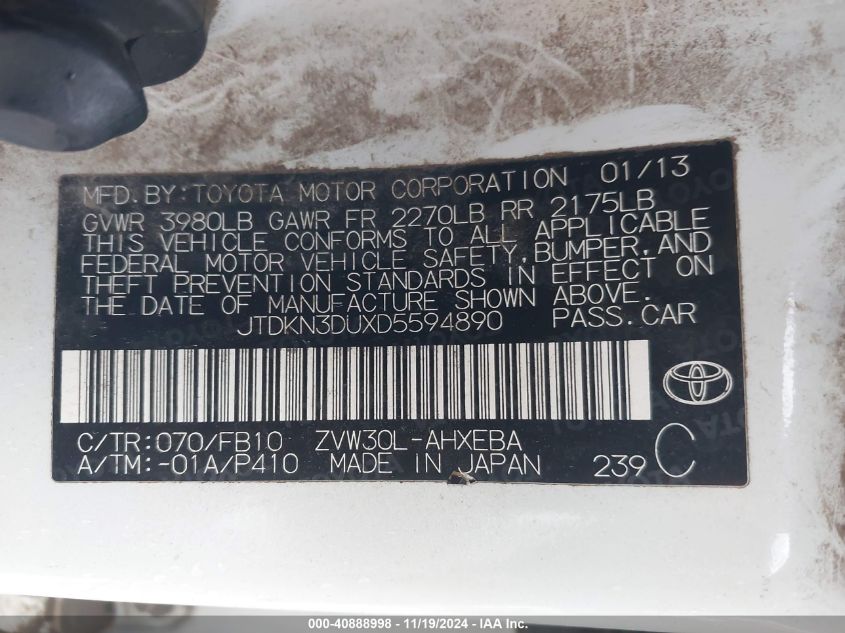 MFD.BY:TOYOTA MOTOR CORPORATION 01/13
GVWR 3980LB GAWR FR 2270LB RR 2175LB
THIS VEHICLE CONFORMS TO ALL APPLICABLE
FEDERAL MOTOR VEHICLE SAFETY,BUMPER,AND
THEFT PREVENTION STANDARDS IN EFFECT ON
THE DATE OF MANUFACTURE SHOWN ABOVE.
JTDKN3DUXD5594890 PASS.CAR
C/TR:070/FB10 ZVW30L-AHXEBA
A/TM:-01A/P410 MADE IN JAPAN 239 C
000-40888998 - 11/19/2024 - IAA Inc.